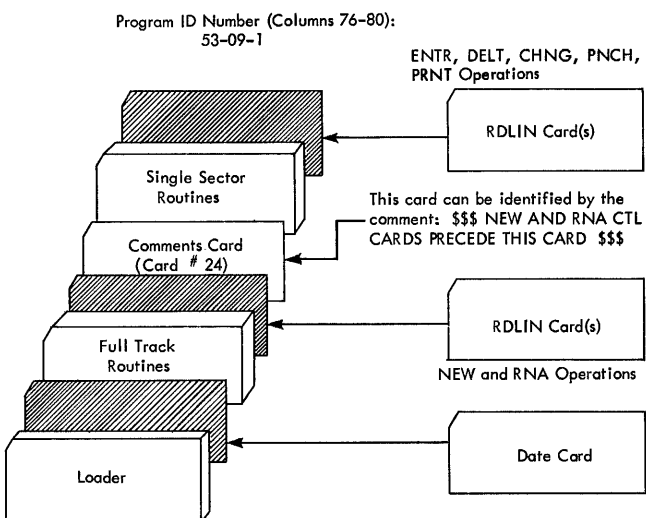 Program ID Number (Columns 76-80):
53-09-1
ENTR, DELT, CHNG, PNCH,
PRNT Operations
RDLIN Card(s)
Single Sector
Routines
This card can be identified by the
comment: $$$ NEW AND RNA CTL
CARDS PRECEDE THIS CARD $$$
Comments Card
(Card # 24)
RDLIN Card(s)
Full Track
Routines
NEW and RNA Operations
Date Card
Loader